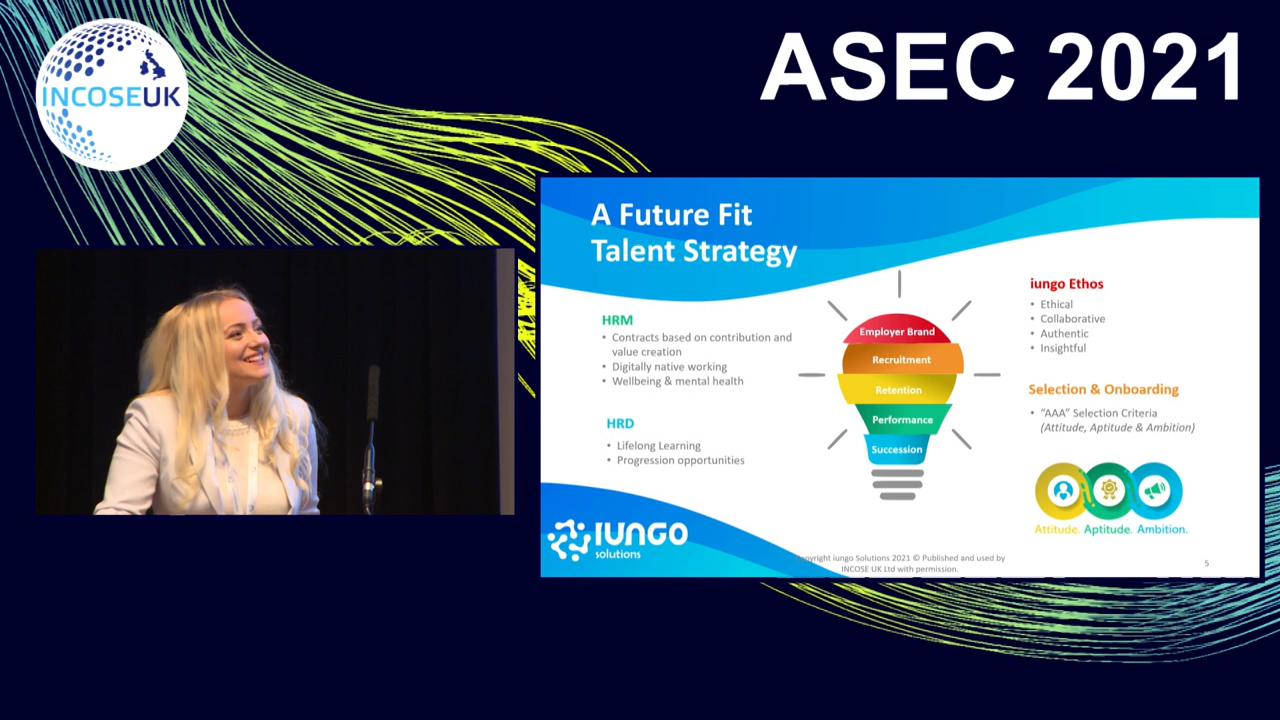 INCOSEUK
ASEC 2021
A Future Fit
Talent Strategy
HRM
• Contracts based on contribution and
value creation
• Digitally native working
• Wellbeing & mental health
HRD
• Lifelong Learning
• Progression opportunities
Employer Brand
Recruitment
Retention
Performance
Succession
iungo Ethos
• Ethical
• Collaborative
• Authentic
• Insightful
Selection & Onboarding
• “AAA” Selection Criteria
(Attitude, Aptitude & Ambition)
Attitude. Aptitude. Ambition.
IUNGO
solutions
iungo Solutions 2021 © Published and used by
INCOSE UK Ltd with permission.
5